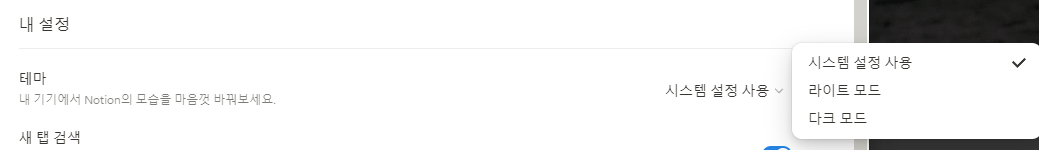 내 설정
테마
내 기기에서 Notion의 모습을 마음껏 바꿔보세요.
시스템 설정 사용
새 탭 검색
시스템 설정 사용
라이트 모드
다크 모드